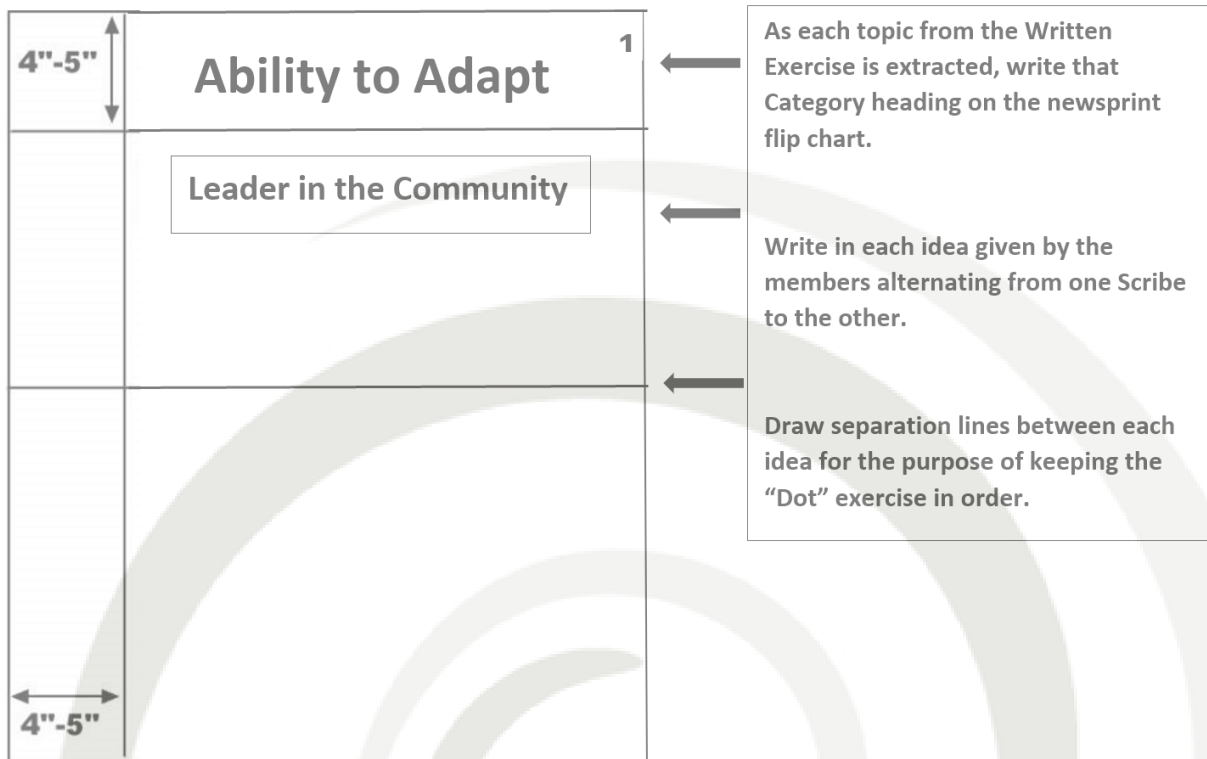 4"-5"
Ability to Adapt
1
Leader in the Community
4"-5"
As each topic from the Written
Exercise is extracted, write that
Category heading on the newsprint
flip chart.
Write in each idea given by the
members alternating from one Scribe
to the other.
Draw separation lines between each
idea for the purpose of keeping the
“Dot” exercise in order.